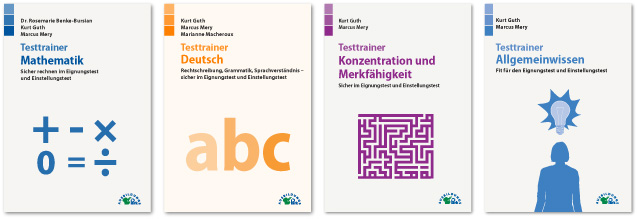 Dr. Rosemarie Benke-Bursian
Kurt Guth
Marcus Mery
Testtrainer
Mathematik
Sicher rechnen im Eignungstest
und Einstellungstest
+ - ×
0 = ÷
Kurt Guth
Marcus Mery
Marianne Macheroux
Testtrainer
Deutsch
Rechtschreibung, Grammatik, Sprachverständnis –
sicher im Eignungstest und Einstellungstest
abc
Kurt Guth
Marcus Mery
Testtrainer
Konzentration und
Merkfähigkeit
Sicher im Eignungstest und Einstellungstest
Kurt Guth
Marcus Mery
Testtrainer
Allgemeinwissen
Fit für den Eignungstest und Einstellungstest